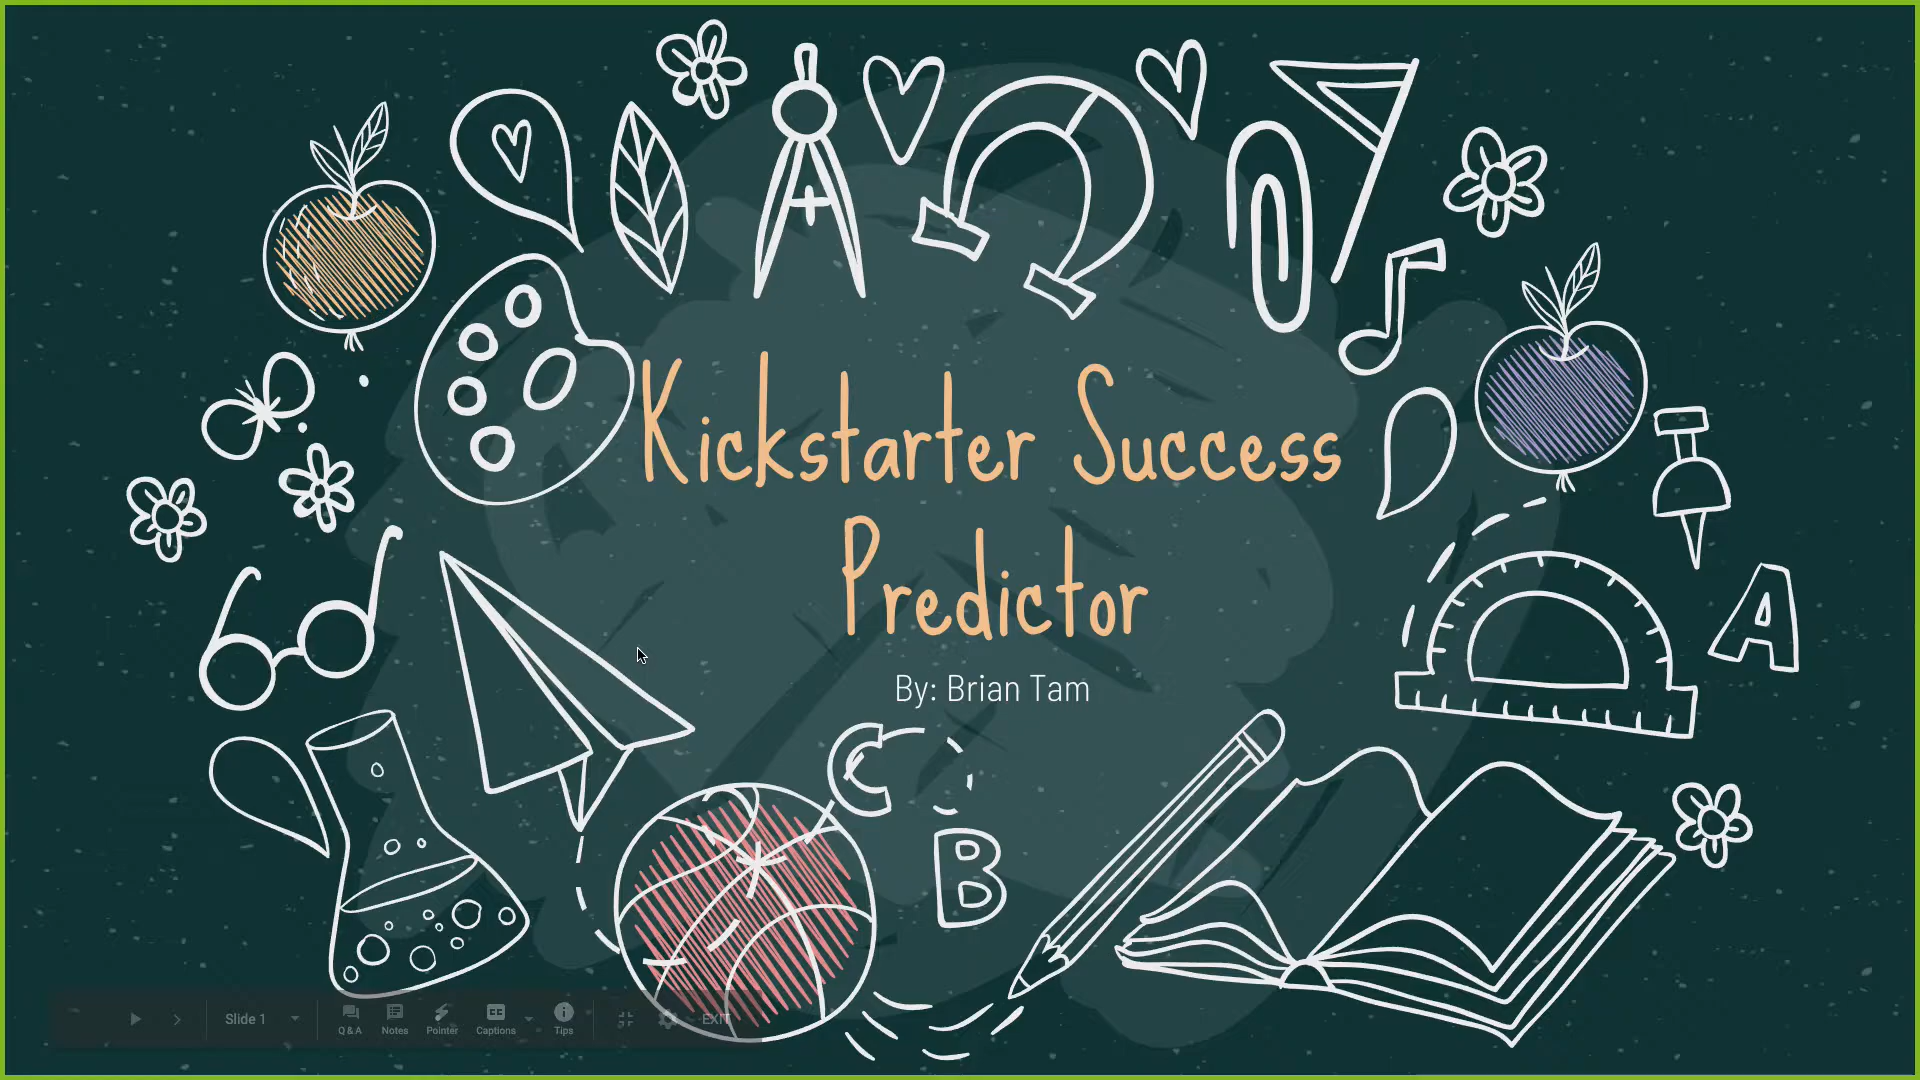 Kickstarter Success
Predictor
By: Brian Tam
A
C
B
Slide 1
Q&A
Notes
Pointer
Captions
Tips
EXIT